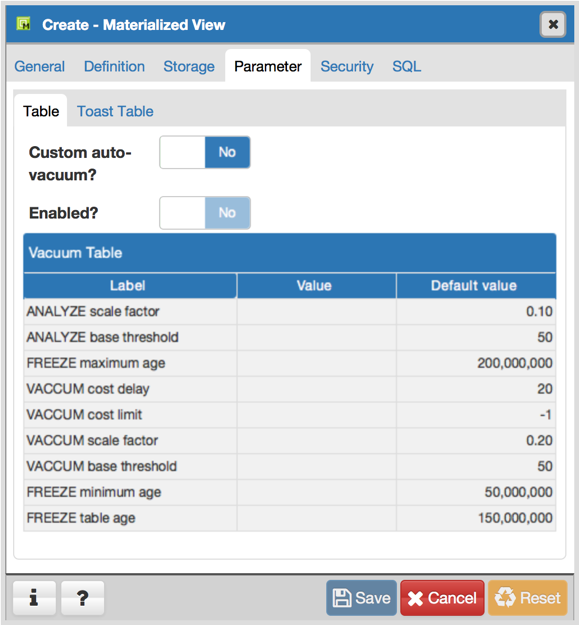 Create - Materialized View
General Definition Storage Parameter Security SQL
Table Toast Table
Custom auto-
vacuum?
No
Enabled?
No
Vacuum Table
Label Value Default value
ANALYZE scale factor 0.10
ANALYZE base threshold 50
FREEZE maximum age 200,000,000
VACCUM cost delay 20
VACCUM cost limit -1
VACCUM scale factor 0.20
VACCUM base threshold 50
FREEZE minimum age 50,000,000
FREEZE table age 150,000,000
i ? Save Cancel Reset